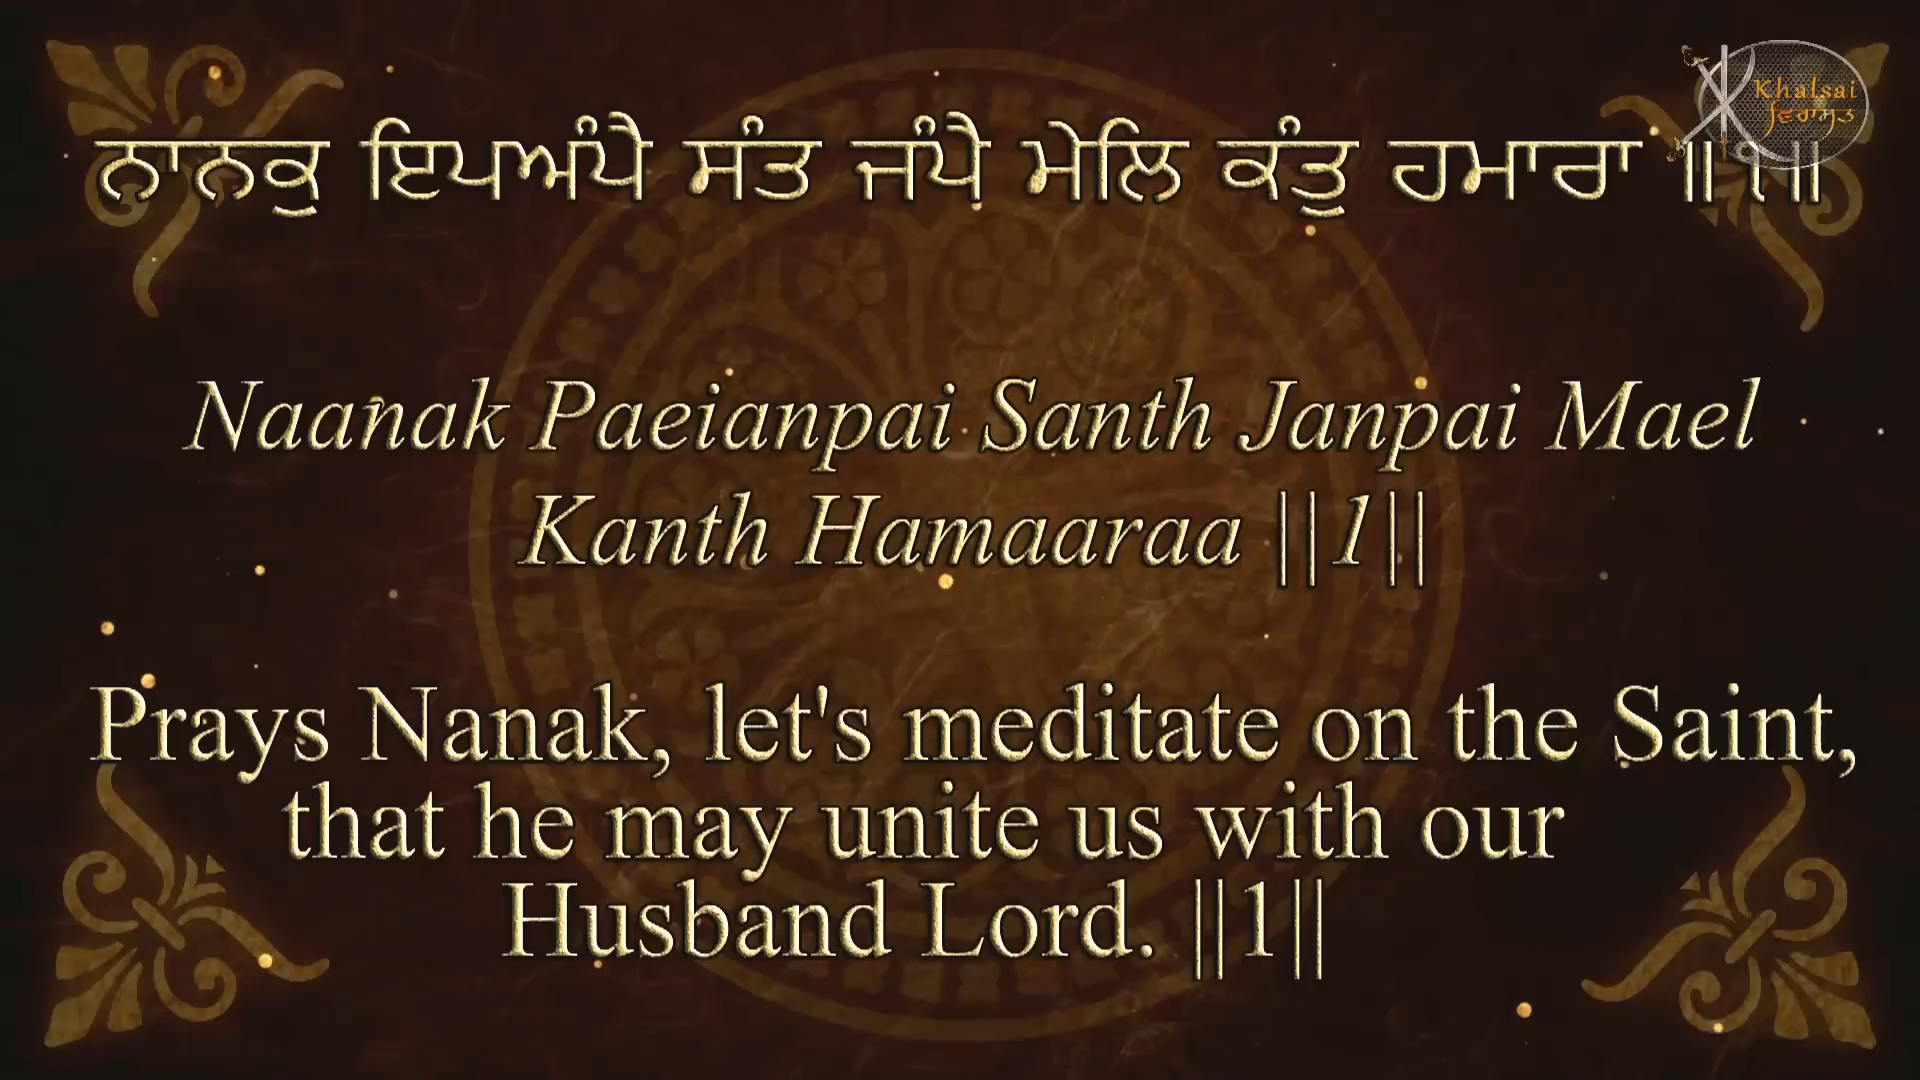 Khalsai
ਵਿਰਾਸਤ
ਨਾਨਕੁ ਇਪਅੰਪੈ ਸੰਤ ਜੰਪੈ ਮੇਲਿ ਕੰਤੁ ਹਮਾਰਾ ॥੧॥
Naanak Paeianpai Santh Janpai Mael
Kanth Hamaaraa ||1||
Prays Nanak, let's meditate on the Saint,
that he may unite us with our
Husband Lord. ||1||